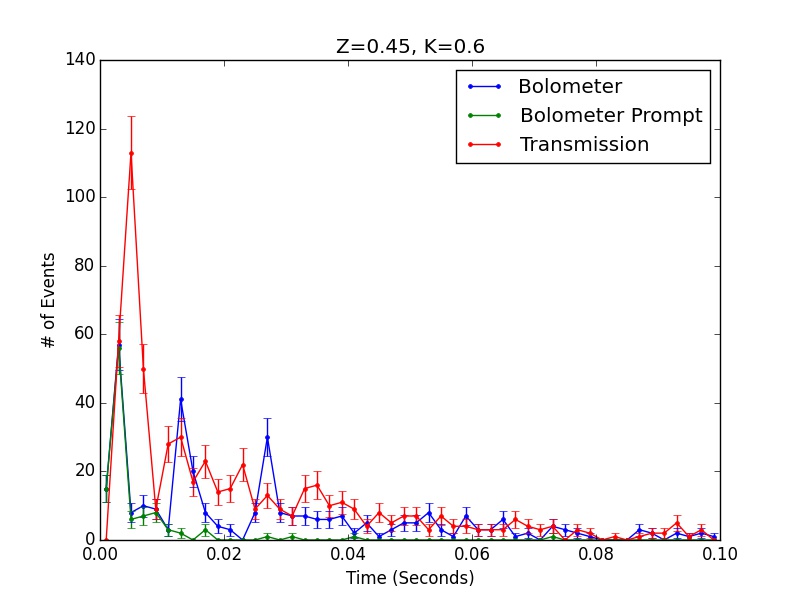 Z=0.45, K=0.6
Bolometer
Bolometer Prompt
Transmission
140
120
100
80
60
40
20
0
# of Events
0.00 0.02 0.04 0.06 0.08 0.10
Time (Seconds)